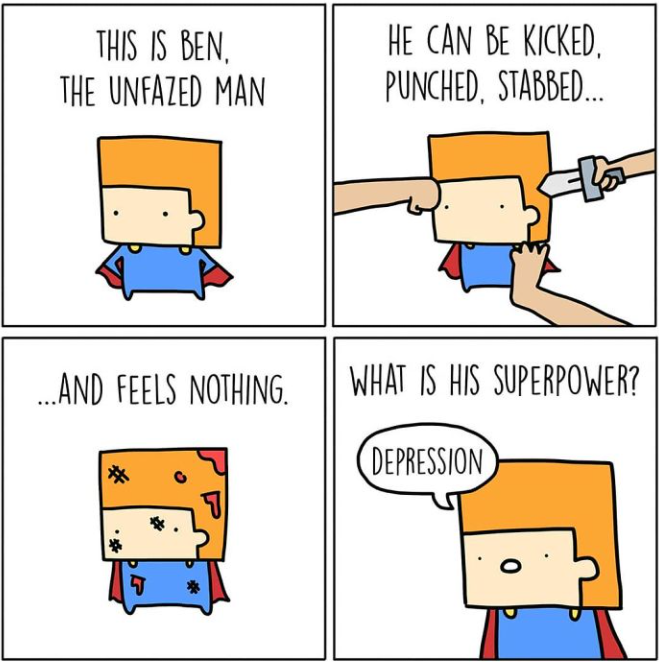 THIS IS BEN,
THE UNFAZED MAN
HE CAN BE KICKED,
PUNCHED, STABBED...
...AND FEELS NOTHING.
WHAT IS HIS SUPERPOWER?
DEPRESSION